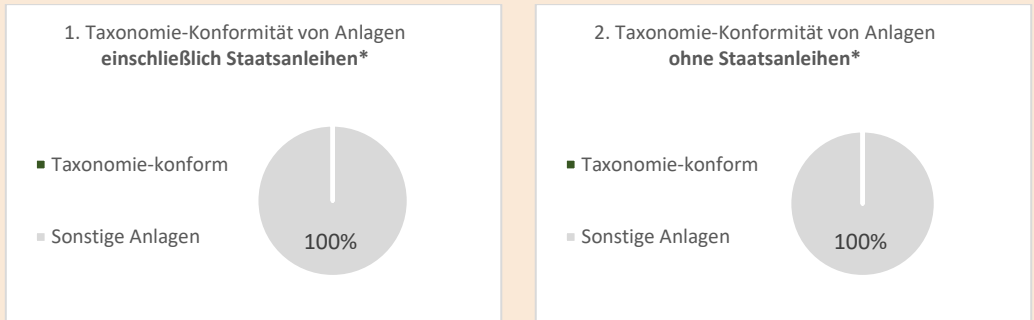 1. Taxonomie-Konformität von Anlagen
einschließlich Staatsanleihen*
Taxonomie-konform
Sonstige Anlagen
100%
2. Taxonomie-Konformität von Anlagen
ohne Staatsanleihen*
Taxonomie-konform
Sonstige Anlagen
100%